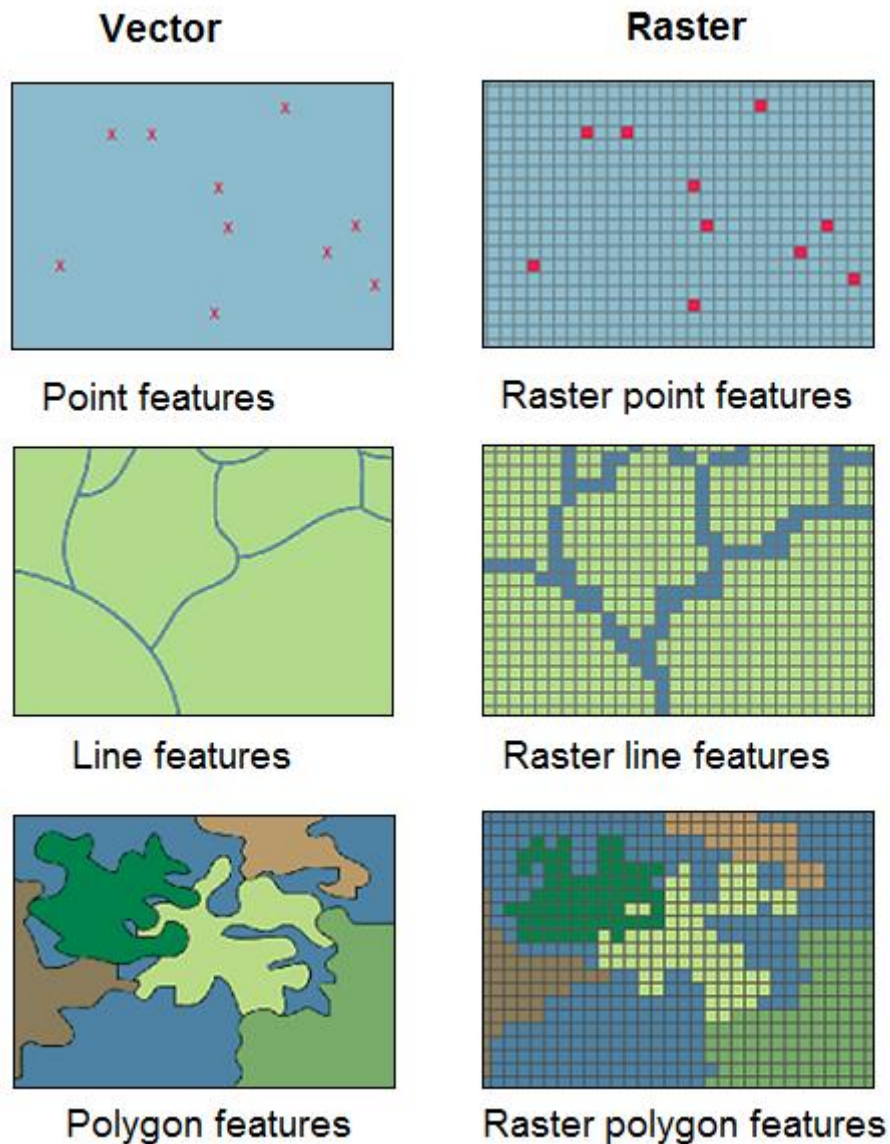 Vector
Raster
Point features
Raster point features
Line features
Raster line features
Polygon features
Raster polygon features